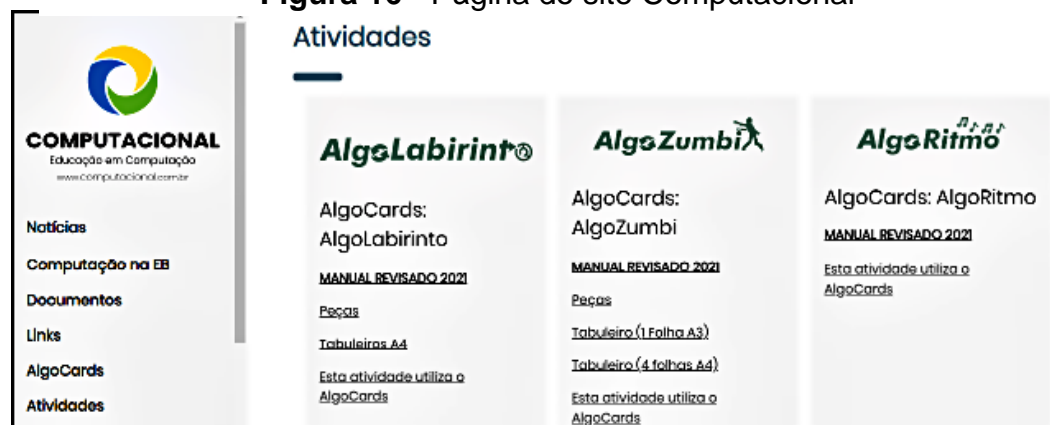 Figura 10 - Página do site Computacional
COMPUTACIONAL
Educação em Computação
www.computacional.com.br
Notícias
Computação na EB
Documentos
Links
AlgoCards
Atividades
Atividades
AlgoLabirinto
AlgoCards:
AlgoLabirinto
MANUAL REVISADO 2021
Peças
Tabuleiros A4
Esta atividade utiliza o
AlgoCards
AlgoZumbi
AlgoCards:
AlgoZumbi
MANUAL REVISADO 2021
Peças
Tabuleiro (1 Folha A3)
Tabuleiro (4 folhas A4)
Esta atividade utiliza o
AlgoCards
AlgoRitmo
AlgoCards: AlgoRitmo
MANUAL REVISADO 2021
Esta atividade utiliza o
AlgoCards